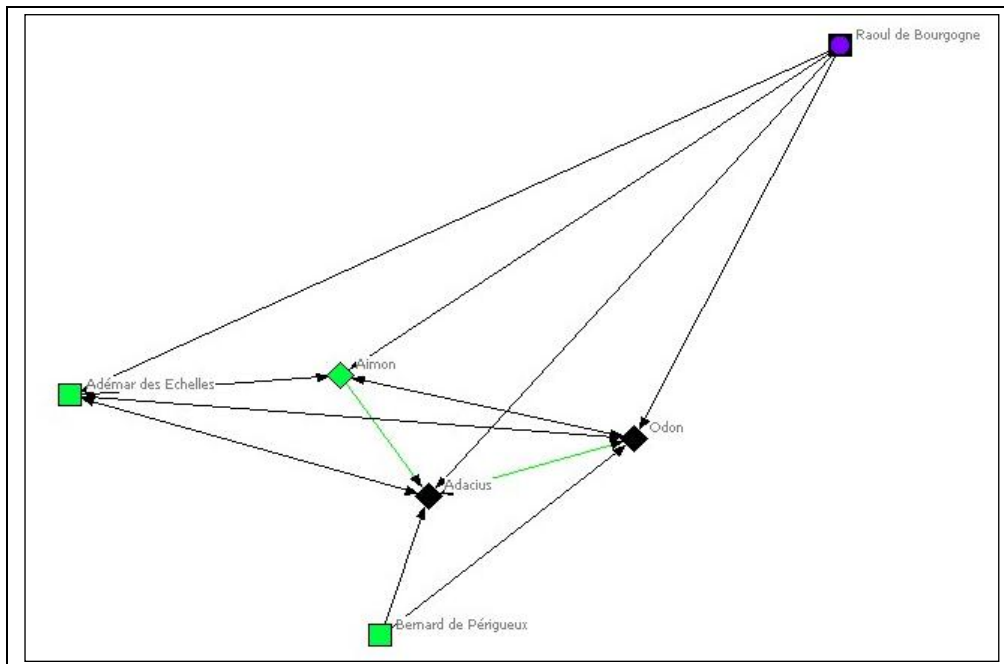 Raoul de Bourgogne
Aimon
Adémar des Echelles
Odon
Adacius
Bernard de Périgueux